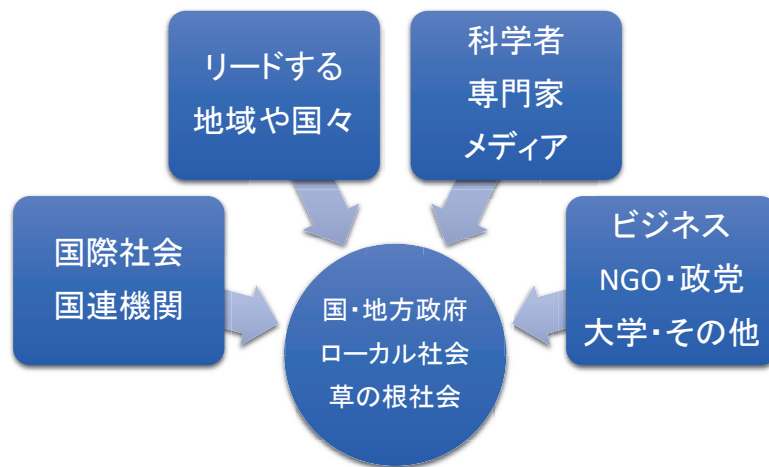 リードする
地域や国々
科学者
専門家
メディア
国際社会
国連機関
ビジネス
NGO・政党
大学・その他
国・地方政府
ローカル社会
草の根社会